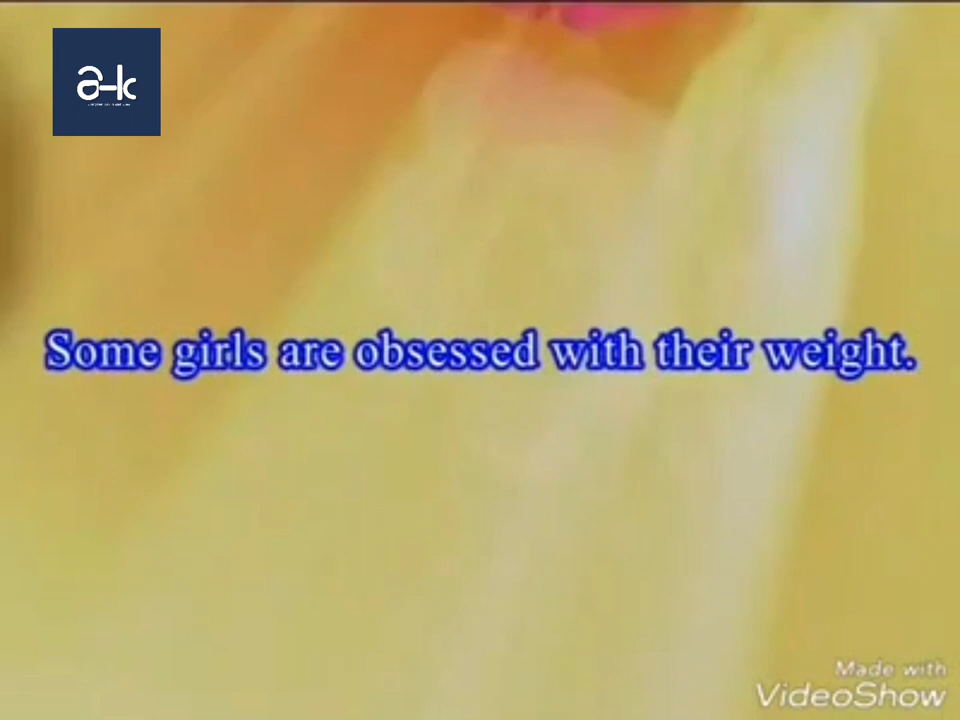 a-k
Some girls are obsessed with their weight.
Made with
VideoShow